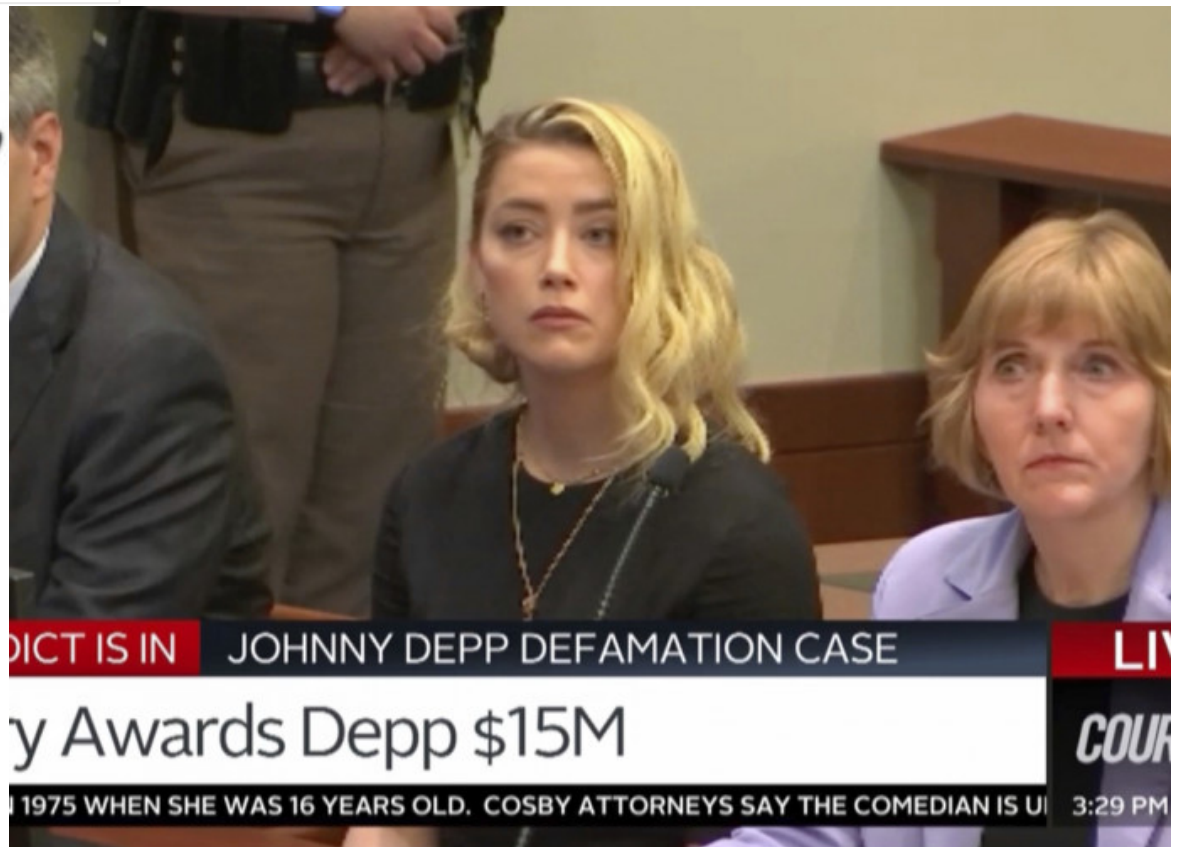 DICT IS IN
JOHNNY DEPP DEFAMATION CASE
LIV
y Awards Depp $15M
COUR
1975 WHEN SHE WAS 16 YEARS OLD. COSBY ATTORNEYS SAY THE COMEDIAN IS U
3:29 PM